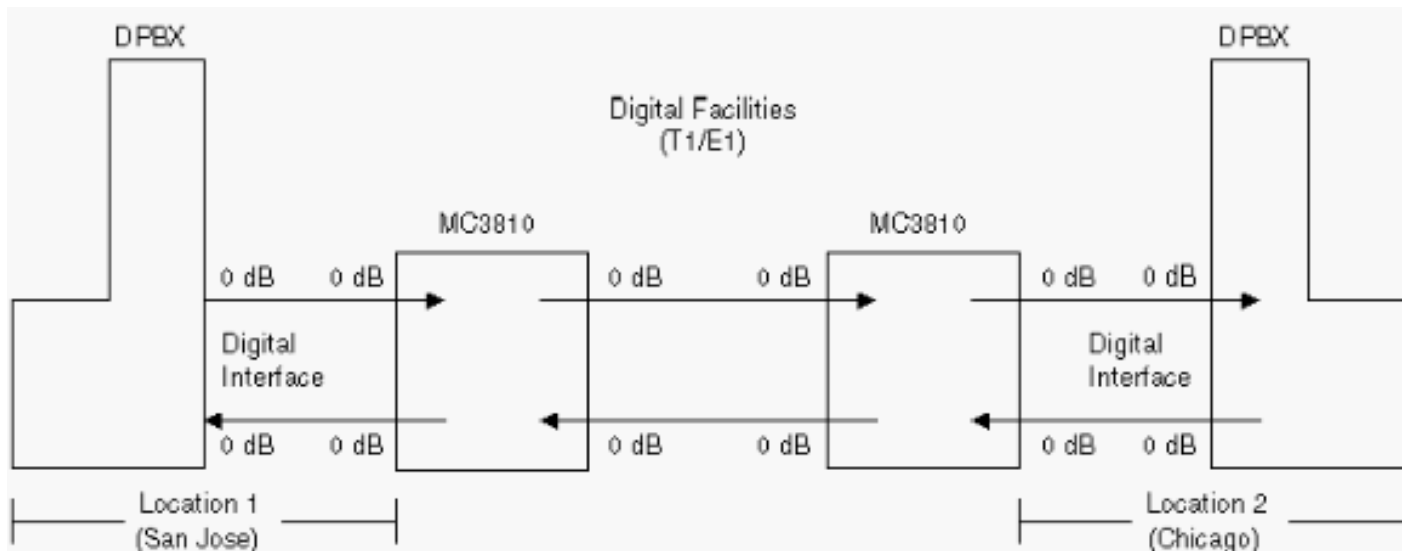 DPBX
DPBX
Digital Facilities
(T1/E1)
MC3810
MC3810
0 dB 0 dB
0 dB 0 dB
0 dB 0 dB
Digital
Interface
Digital
Interface
0 dB 0 dB
0 dB 0 dB
0 dB 0 dB
Location 1
(San Jose)
Location 2
(Chicago)